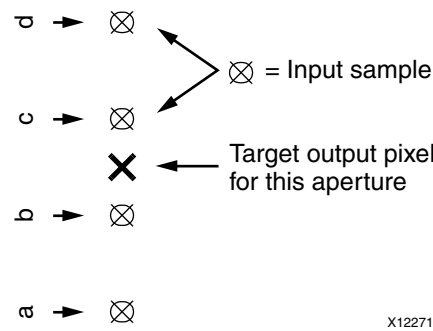 d
= Input sample
c
Target output pixel
for this aperture
b
a
X12271